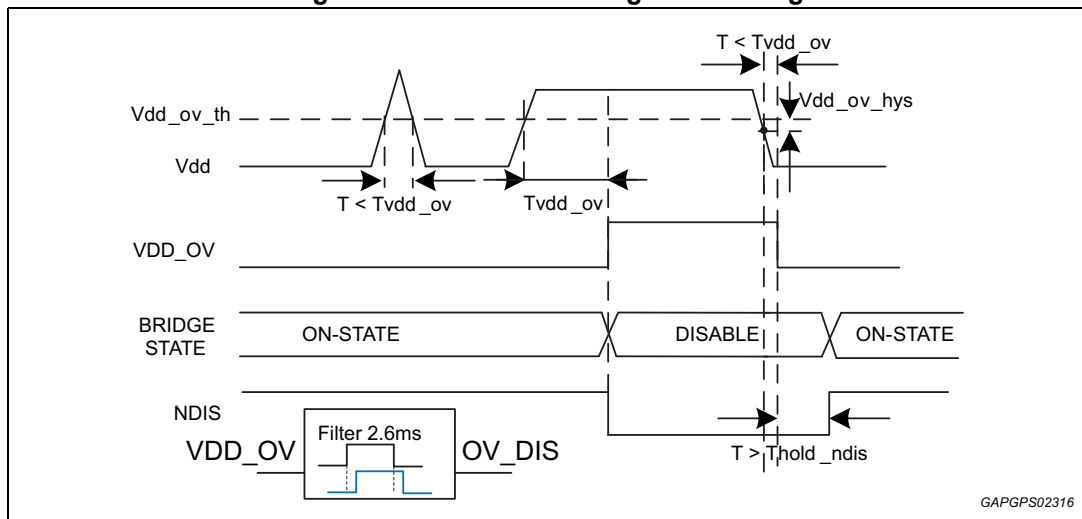 T < Tvdd_ov
Vdd_ov_hys
Vdd_ov_th
Vdd
T < Tvdd_ov
Tvdd_ov
VDD_OV
BRIDGE
STATE
ON-STATE
DISABLE
ON-STATE
NDIS
T > Thold_ndis
VDD_OV
Filter 2.6ms
OV_DIS
GAPGPS02316